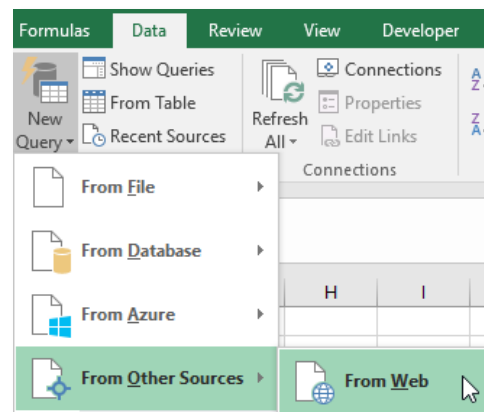 Formulas Data Review View Developer
Show Queries
From Table
Recent Sources
New
Query
Refresh
All
Connections
Properties
Edit Links
Connections
A
Z
Z
A
From File
From Database
From Azure
From Other Sources
From Web
H I